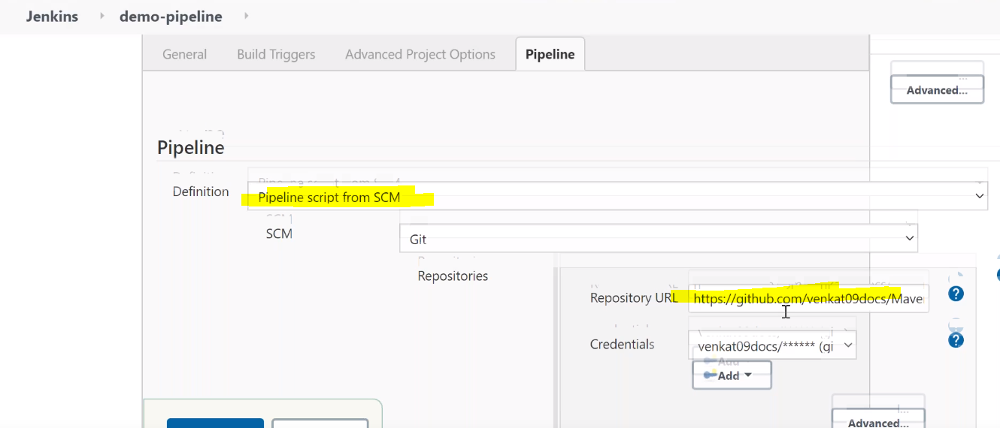 Jenkins demo-pipeline
General Build Triggers Advanced Project Options Pipeline
Advanced...
Pipeline
Definition Pipeline script from SCM
SCM Git
Repositories
Repository URL https://github.com/venkat09docs/Maven
Credentials venkat09docs/****** (gi
Add
Advanced...